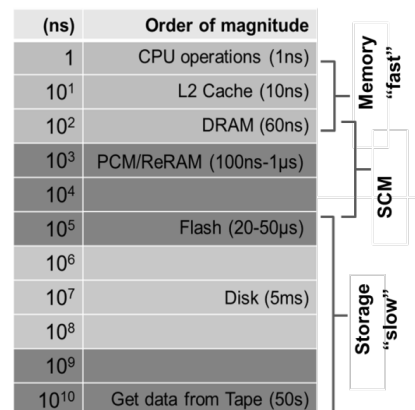 (ns) Order of magnitude
1 CPU operations (1ns)
10¹ L2 Cache (10ns)
10² DRAM (60ns)
10³ PCM/ReRAM (100ns-1µs)
10⁴
10⁵ Flash (20-50µs)
10⁶
10⁷ Disk (5ms)
10⁸
10⁹
10¹⁰ Get data from Tape (50s)
Memory
“fast”
SCM
Storage
“slow”